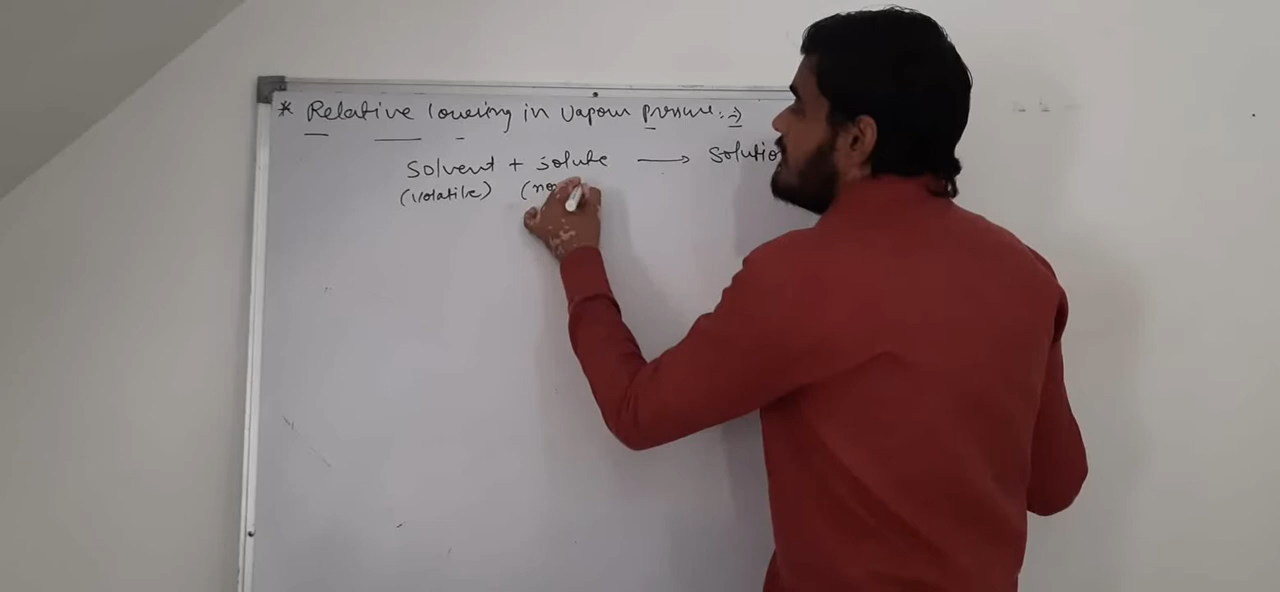 * Relative lowering in vapour pressure :→
Solvent + Solute → Solutio
(Volatile) (no